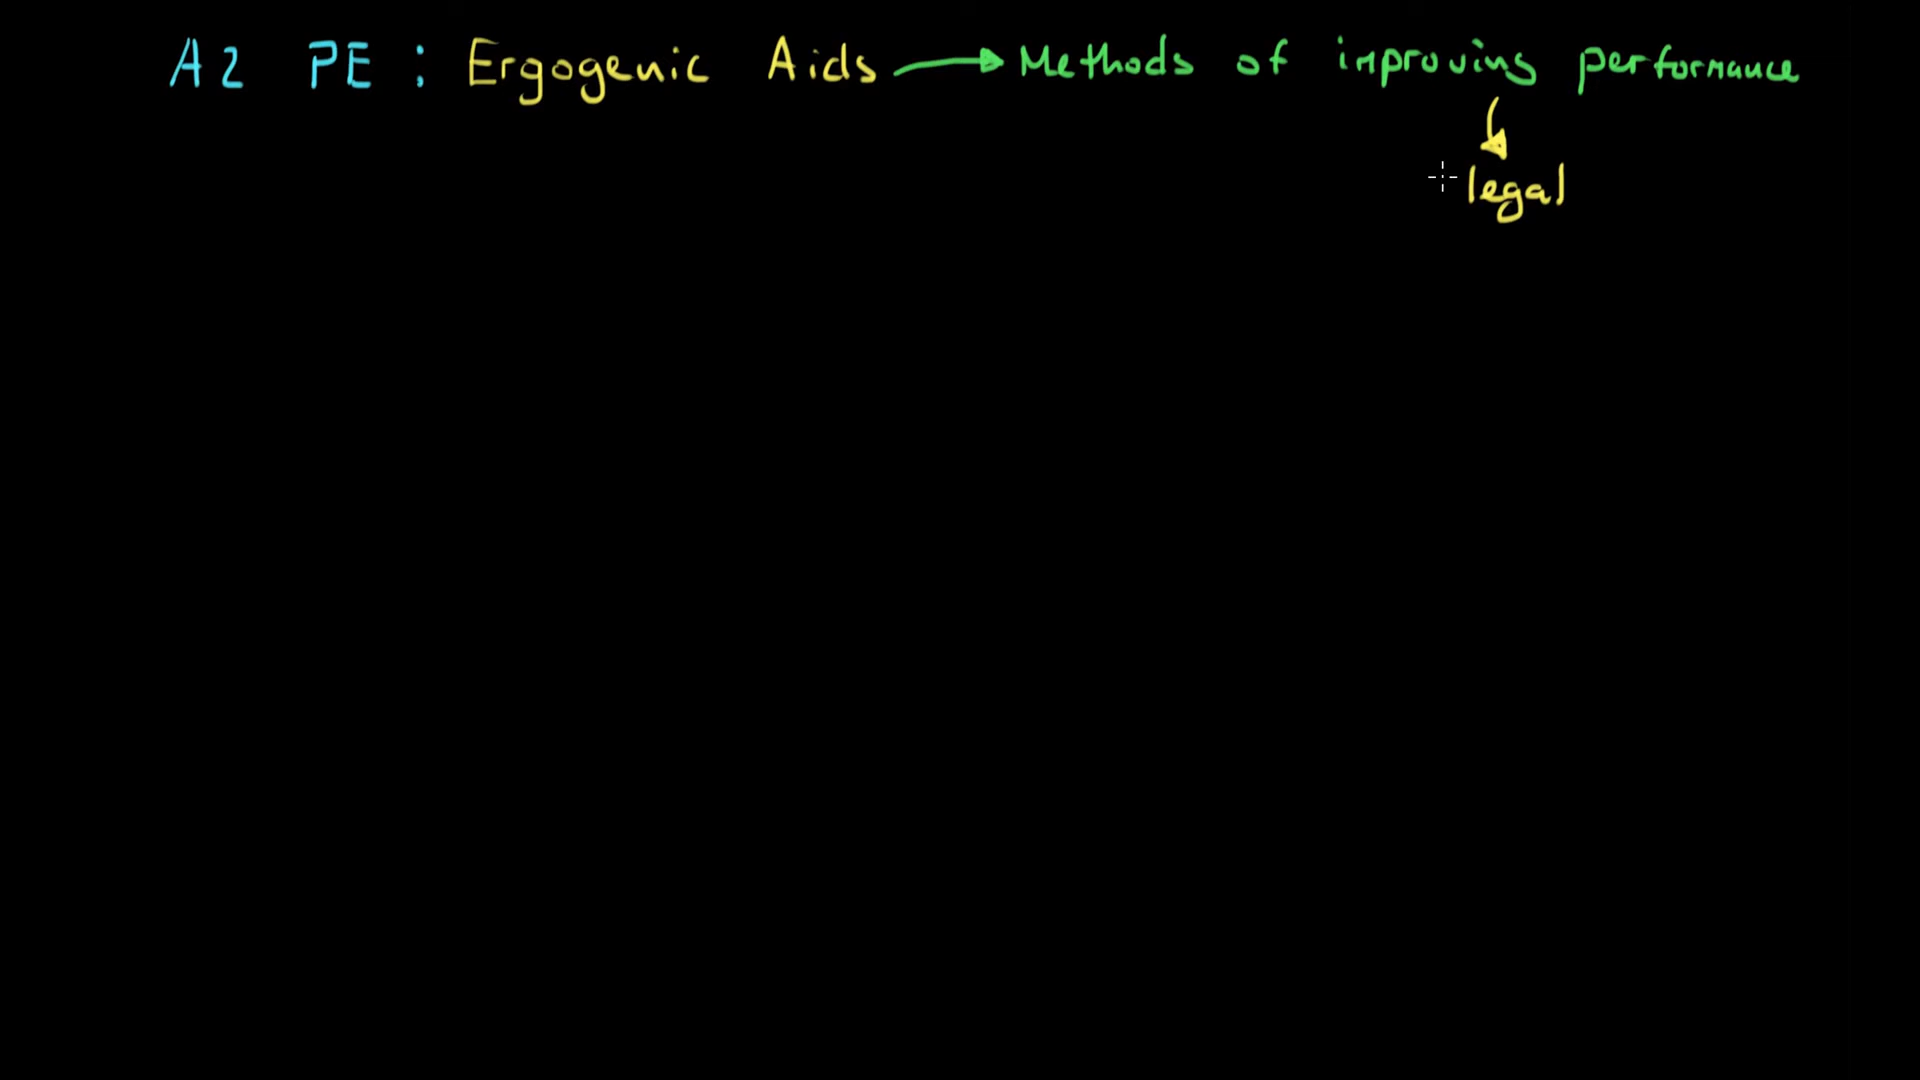 A2 PE : Ergogenic Aids → Methods of improving performance
legal